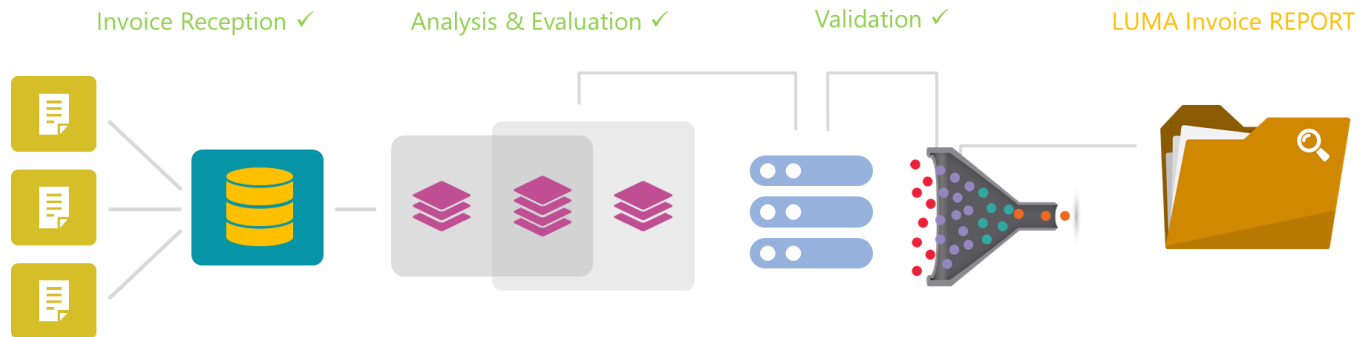 Invoice Reception ✓
Analysis & Evaluation ✓
Validation ✓
LUMA Invoice REPORT